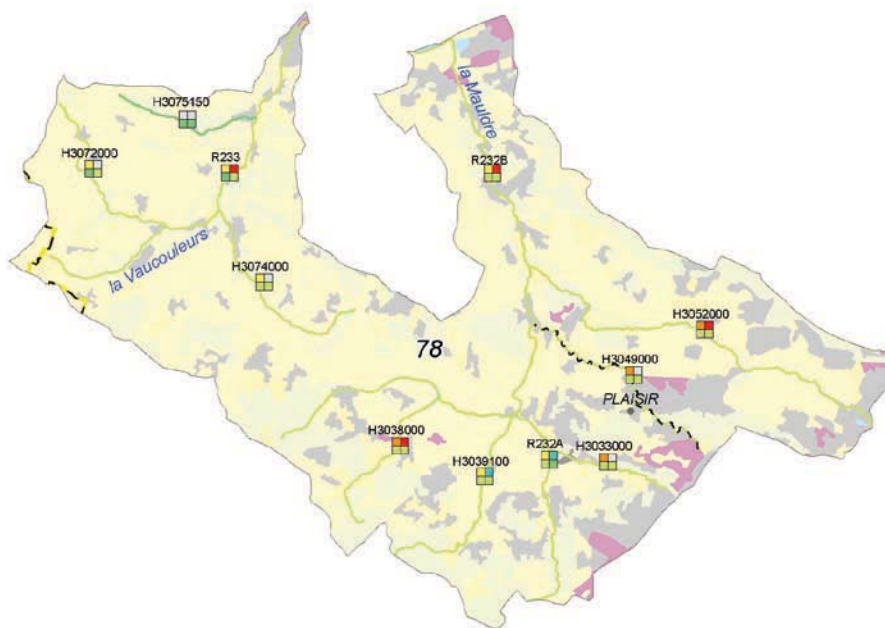 H3075150
la Mauldre
H3072000
R233
R232B
la Vaucouleurs
H3074000
H3052000
78
H3049000
PLAISIR
H3038000
R232A
H3033000
H3039100